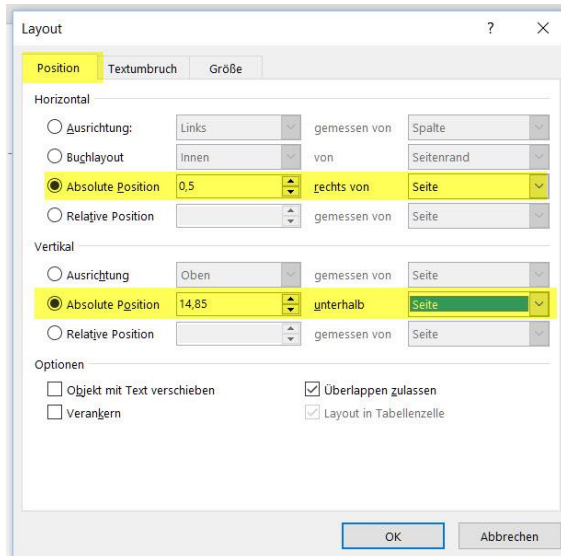 Layout ? ×
Position Textumbruch Größe
Horizontal
Ausrichtung: Links gemessen von Spalte
Buchlayout Innen von Seitenrand
Absolute Position 0,5 rechts von Seite
Relative Position gemessen von Seite
Vertikal
Ausrichtung Oben gemessen von Seite
Absolute Position 14,85 unterhalb Seite
Relative Position gemessen von Seite
Optionen
Objekt mit Text verschieben Überlappen zulassen
Verankern Layout in Tabellenzelle
OK Abbrechen